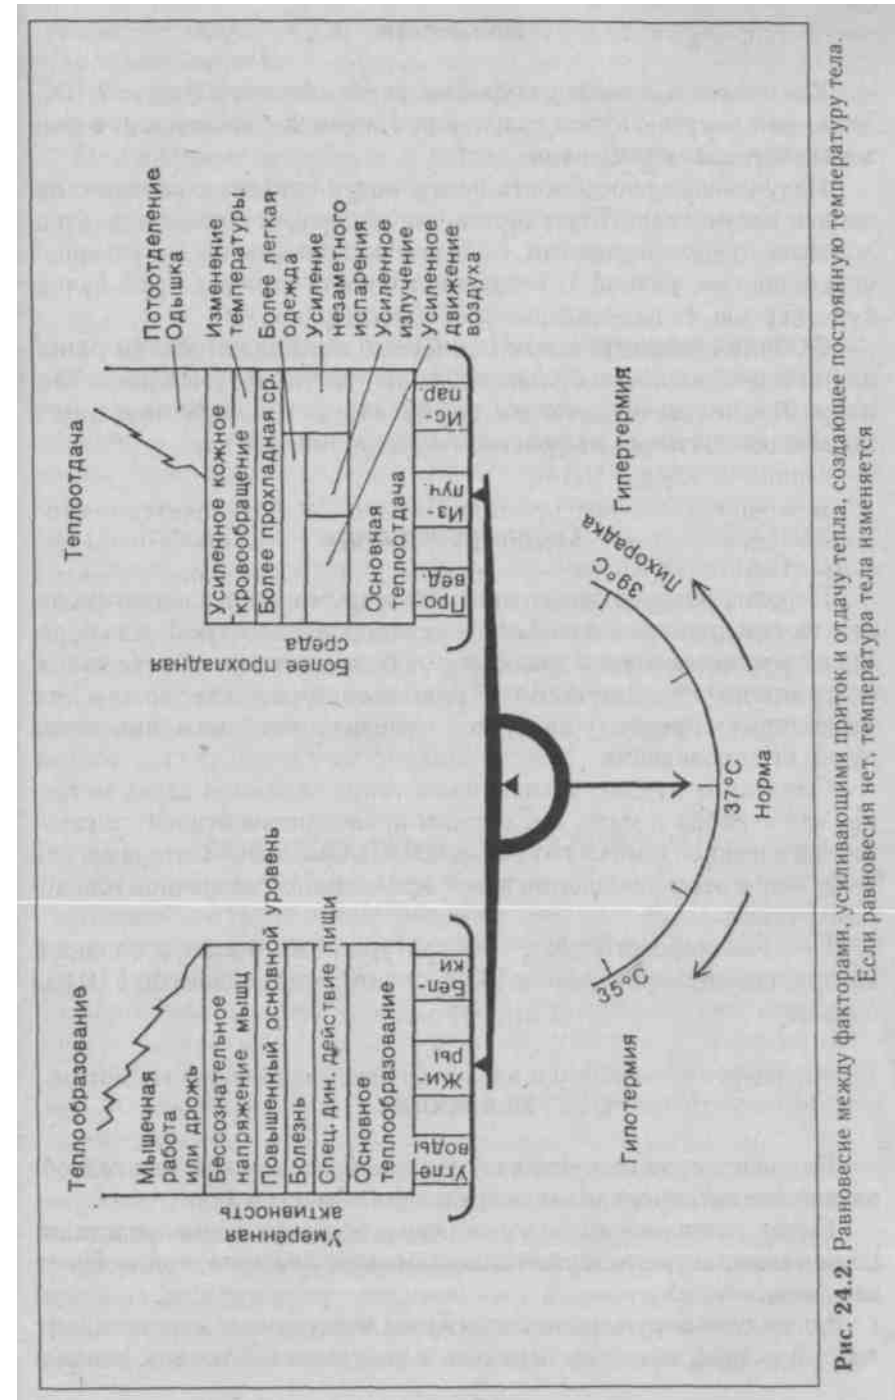 Теплообразование
Мышечная
работа
или дрожь
Бессознательное
напряжение мышц
Повышенный основной уровень
Болезнь
Спец. дин. действие пищи
Основное
теплообразование
Умеренная
активность
Угле
воды
Жи-
ры
Бел-
ки
Теплоотдача
Потоотделение
Одышка
Усиленное кожное
кровообращение
Более прохладная ср.
Основная
теплоотдача
Более прохладная
среда
Изменение
температуры
Более легкая
одежда
Усиление
незаметного
испарения
Усиленное
излучение
Усиленное
движение
воздуха
Про
вед.
Из-
луч
Ис-
пар.
Гипотермия
35°C
37°C
Норма
39°C
Лихорадка
Гипертермия
Рис. 24.2. Равновесие между факторами, усиливающими приток и отдачу тепла, создающее постоянную температуру тела.
Если равновесия нет, температура тела изменяется